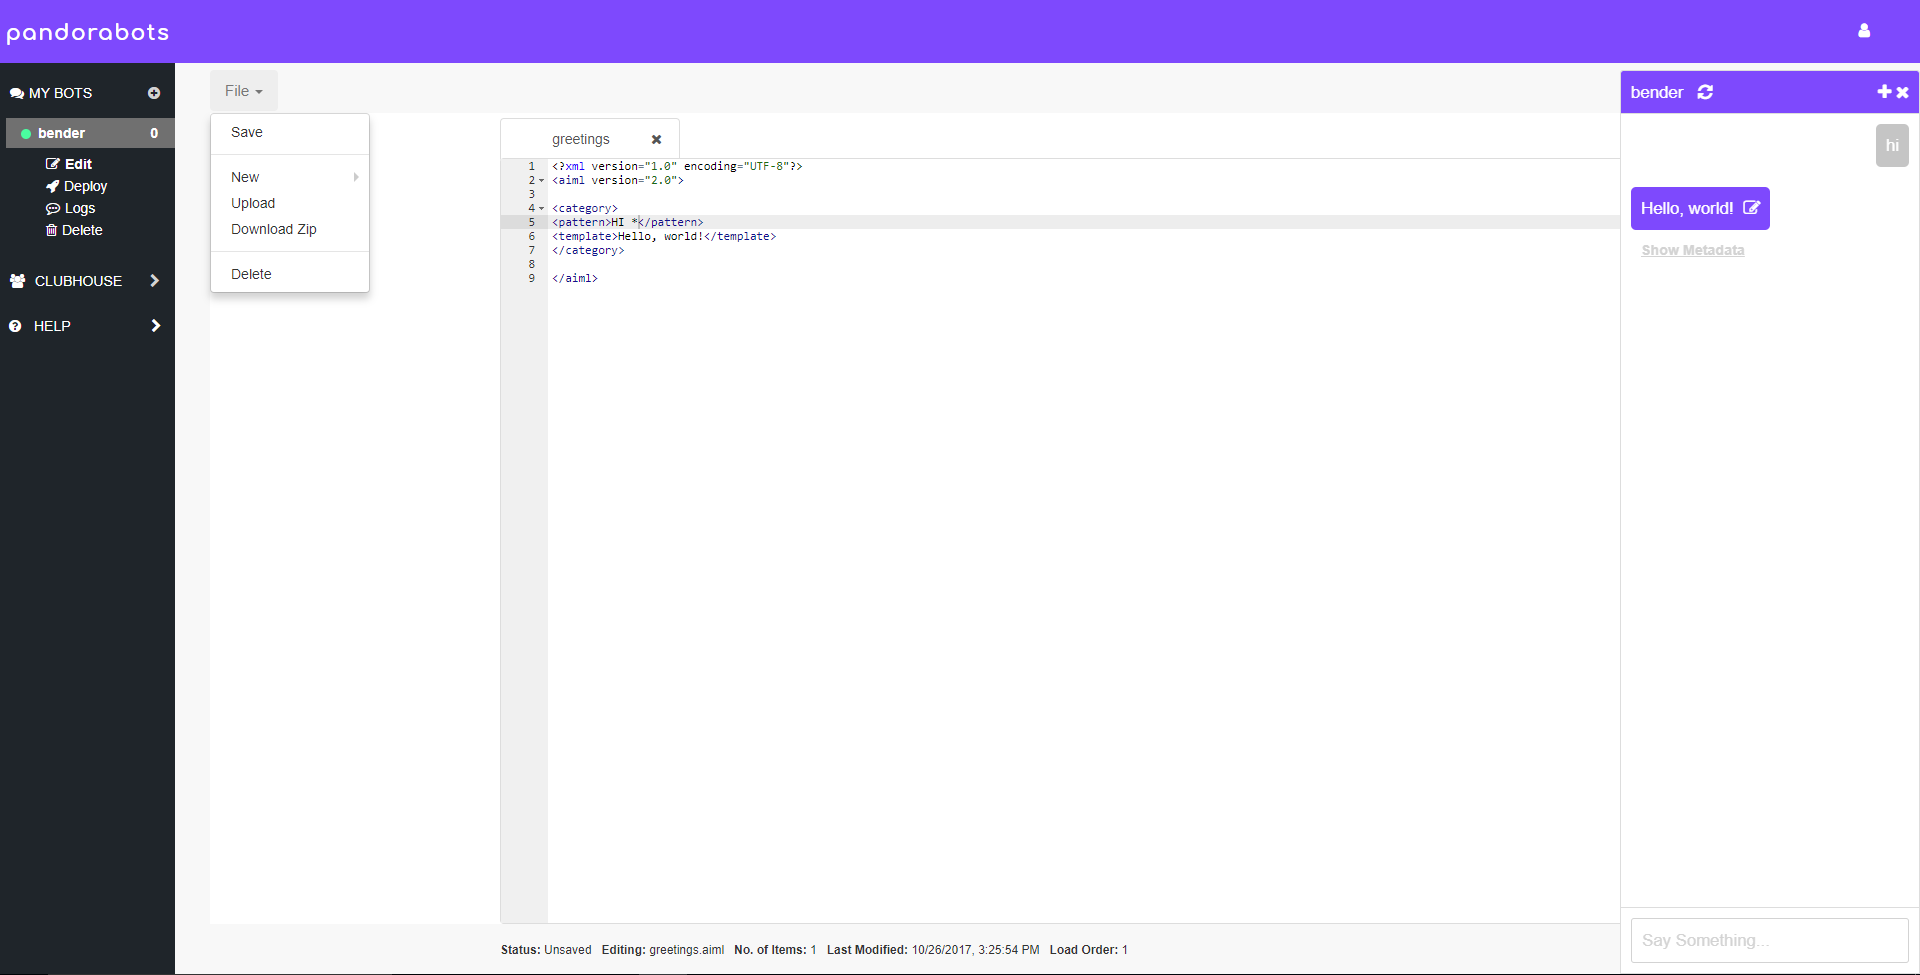 pandorabots
MY BOTS
bender 0
Edit
Deploy
Logs
Delete
CLUBHOUSE
HELP
File
Save
New
Upload
Download Zip
Delete
greetings
1 <?xml version="1.0" encoding="UTF-8"?>
2 <aiml version="2.0">
3
4 <category>
5 <pattern>HI *</pattern>
6 <template>Hello, world!</template>
7 </category>
8
9 </aiml>
Status: Unsaved Editing: greetings.aiml No. of Items: 1 Last Modified: 10/26/2017, 3:25:54 PM Load Order: 1
bender
hi
Hello, world!
Show Metadata
Say Something...